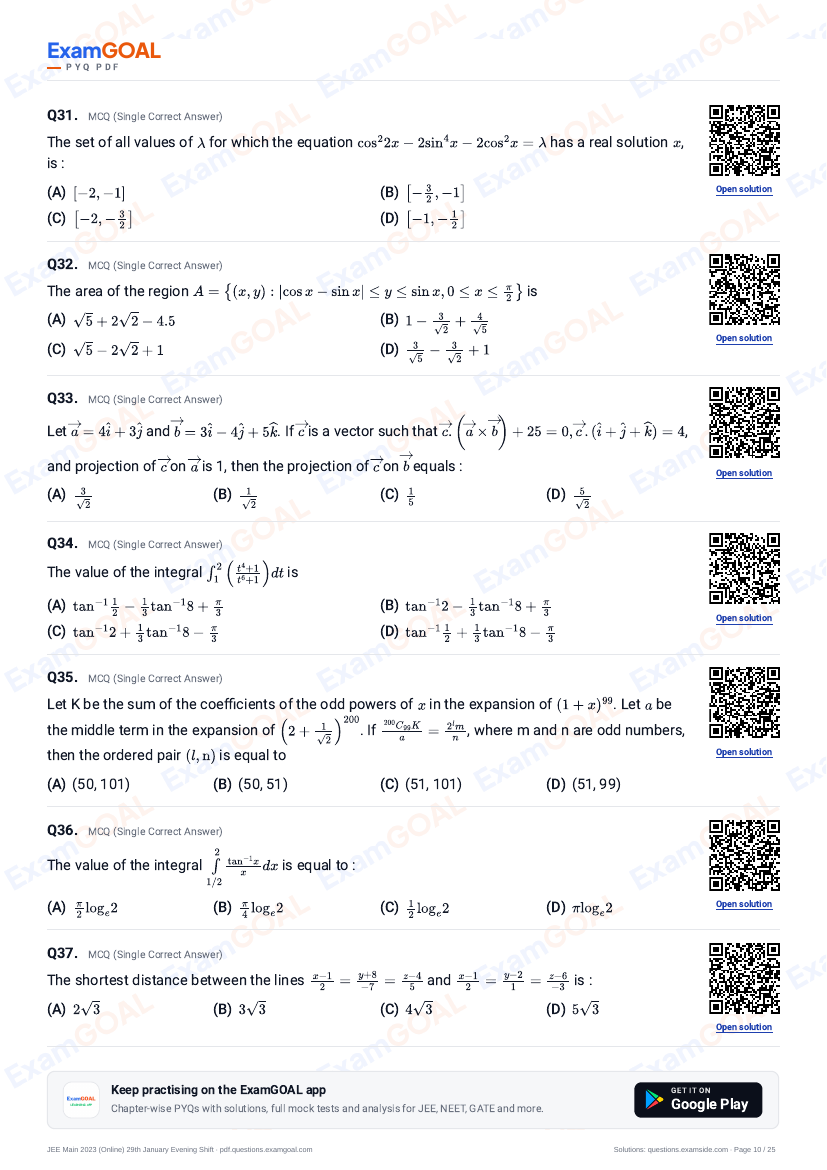 ExamGOAL
PYQ PDF
Q31. MCQ (Single Correct Answer)
The set of all values of λ for which the equation cos²2x − 2sin⁴x − 2cos²x = λ has a real solution x,
is :
(A) [−2, −1] (B) [−3/2, −1]
(C) [−2, −3/2] (D) [−1, −1/2]
Open solution
Q32. MCQ (Single Correct Answer)
The area of the region A = {(x, y) : |cos x − sin x| ≤ y ≤ sin x, 0 ≤ x ≤ π/2} is
(A) √5 + 2√2 − 4.5 (B) 1 − 3/√2 + 4/√5
(C) √5 − 2√2 + 1 (D) 3/√5 − 3/√2 + 1
Open solution
Q33. MCQ (Single Correct Answer)
Let a⃗ = 4î + 3ĵ and b⃗ = 3î − 4ĵ + 5k̂. If c⃗ is a vector such that c⃗. (a⃗ × b⃗) + 25 = 0, c⃗. (î + ĵ + k̂) = 4,
and projection of c⃗ on a⃗ is 1, then the projection of c⃗ on b⃗ equals :
(A) 3/√2 (B) 1/√2 (C) 1/5 (D) 5/√2
Open solution
Q34. MCQ (Single Correct Answer)
The value of the integral ∫₁² ((t⁴+1)/(t⁶+1)) dt is
(A) tan⁻¹ 1/2 − 1/3 tan⁻¹8 + π/3 (B) tan⁻¹2 − 1/3 tan⁻¹8 + π/3
(C) tan⁻¹2 + 1/3 tan⁻¹8 − π/3 (D) tan⁻¹ 1/2 + 1/3 tan⁻¹8 − π/3
Open solution
Q35. MCQ (Single Correct Answer)
Let K be the sum of the coefficients of the odd powers of x in the expansion of (1 + x)⁹⁹. Let a be
the middle term in the expansion of (2 + 1/√2)²⁰⁰. If ²⁰⁰C₉₉K/a = 2ˡm/n, where m and n are odd numbers,
then the ordered pair (l, n) is equal to
(A) (50, 101) (B) (50, 51) (C) (51, 101) (D) (51, 99)
Open solution
Q36. MCQ (Single Correct Answer)
The value of the integral ∫_{1/2}^{2} (tan⁻¹x/x) dx is equal to :
(A) π/2 logₑ2 (B) π/4 logₑ2 (C) 1/2 logₑ2 (D) π logₑ2
Open solution
Q37. MCQ (Single Correct Answer)
The shortest distance between the lines (x−1)/2 = (y+8)/−7 = (z−4)/5 and (x−1)/2 = (y−2)/1 = (z−6)/−3 is :
(A) 2√3 (B) 3√3 (C) 4√3 (D) 5√3
Open solution
Keep practising on the ExamGOAL app
Chapter-wise PYQs with solutions, full mock tests and analysis for JEE, NEET, GATE and more.
GET IT ON
Google Play
JEE Main 2023 (Online) 29th January Evening Shift · pdf.questions.examgoal.com
Solutions: questions.examside.com · Page 10 / 25